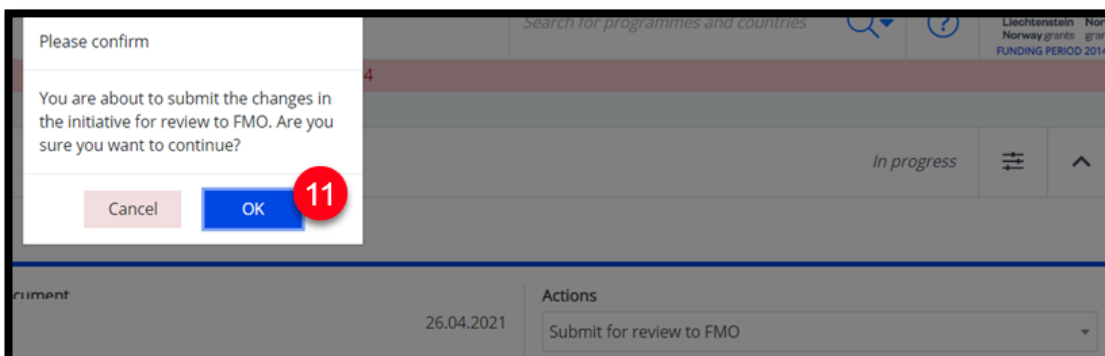 Please confirm
Search for programmes and countries
Liechtenstein
Norway grants
FUNDING PERIOD 2014
4
You are about to submit the changes in
the initiative for review to FMO. Are you
sure you want to continue?
In progress
Cancel
OK
11
Actions
26.04.2021
Submit for review to FMO